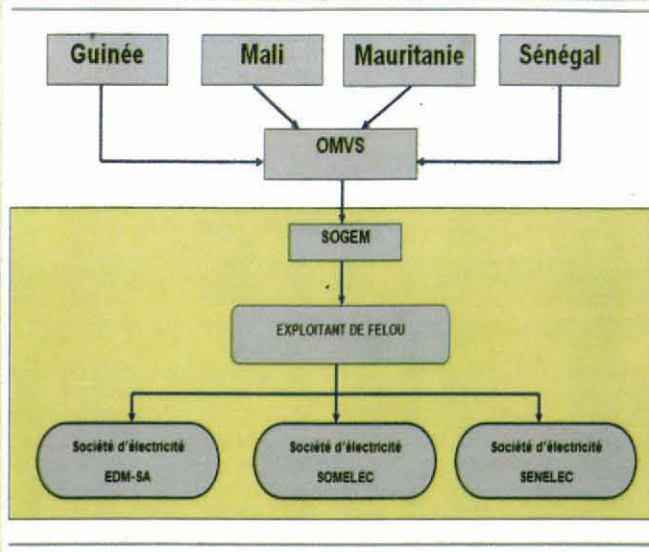 Guinée
Mali
Mauritanie
Sénégal
OMVS
SOGEM
EXPLOITANT DE FELOU
Société d'électricité
EDM-SA
Société d'électricité
SOMELEC
Société d'électricité
SENELEC